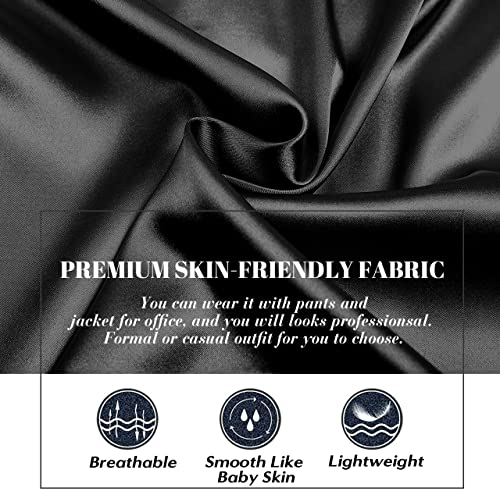 PREMIUM SKIN-FRIENDLY FABRIC
You can wear it with pants and
jacket for office, and you will looks professionsal.
Formal or casual outfit for you to choose.
Breathable
Smooth Like
Baby Skin
Lightweight